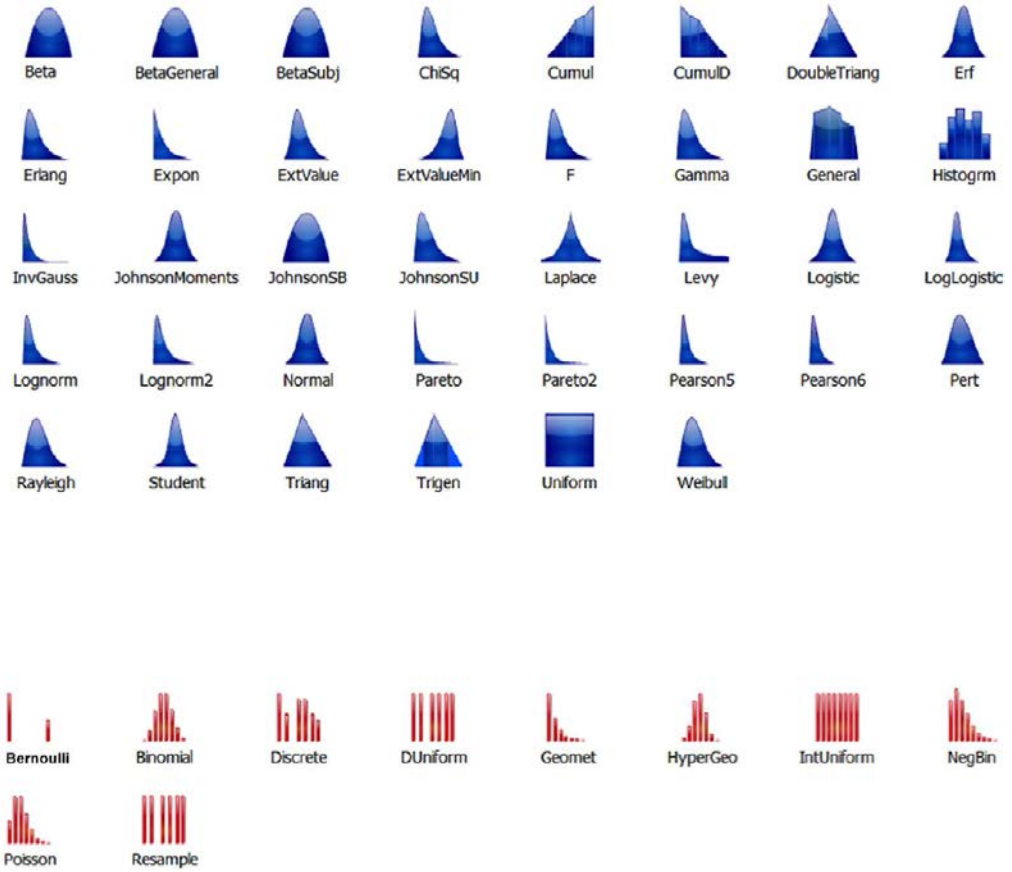 Beta BetaGeneral BetaSubj ChiSq Cumul CumulD DoubleTriang Erf
Erlang Expon ExtValue ExtValueMin F Gamma General Histogrm
InvGauss JohnsonMoments JohnsonSB JohnsonSU Laplace Levy Logistic LogLogistic
Lognorm Lognorm2 Normal Pareto Pareto2 Pearson5 Pearson6 Pert
Rayleigh Student Triang Trigen Uniform Weibull
Bernoulli Binomial Discrete DUniform Geomet HyperGeo IntUniform NegBin
Poisson Resample